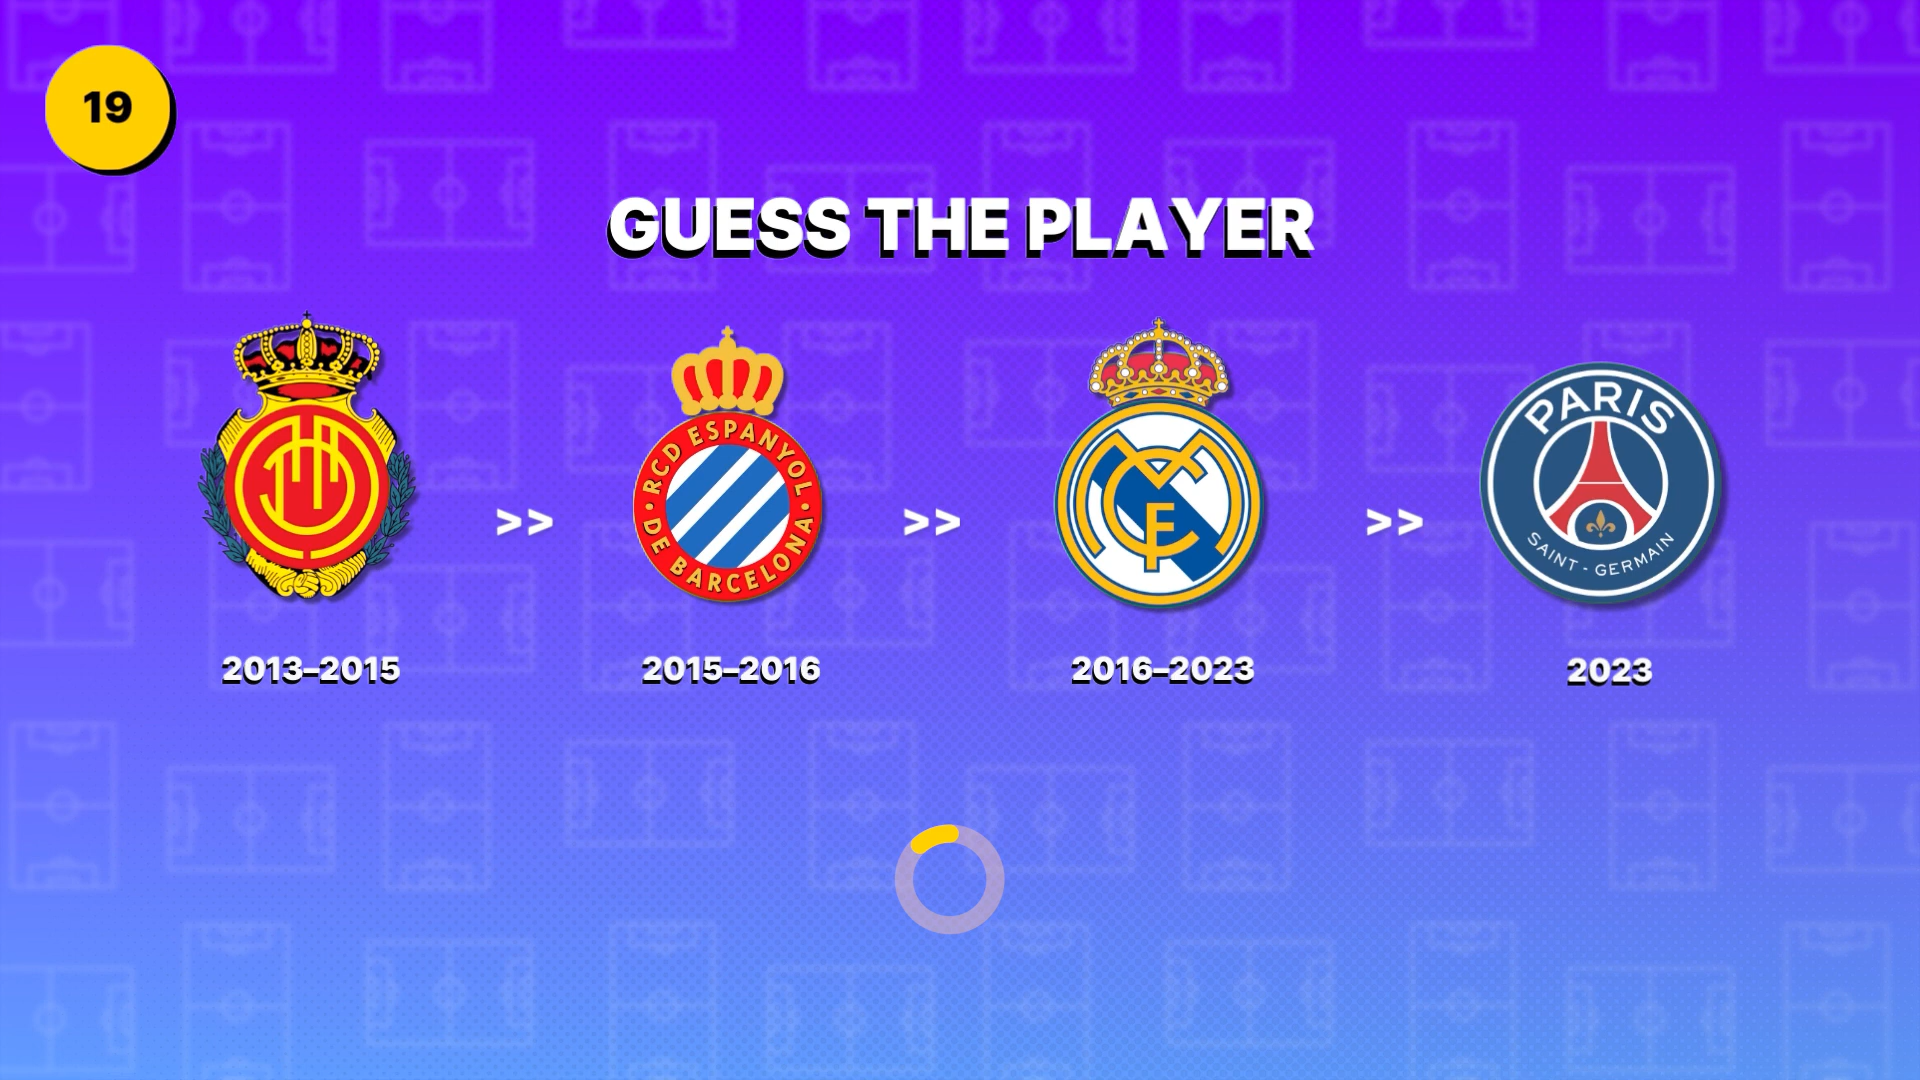 19
GUESS THE PLAYER
RCD ESPANYOL
DE BARCELONA
PARIS
SAINT - GERMAIN
>> >> >>
2013–2015 2015–2016 2016–2023 2023